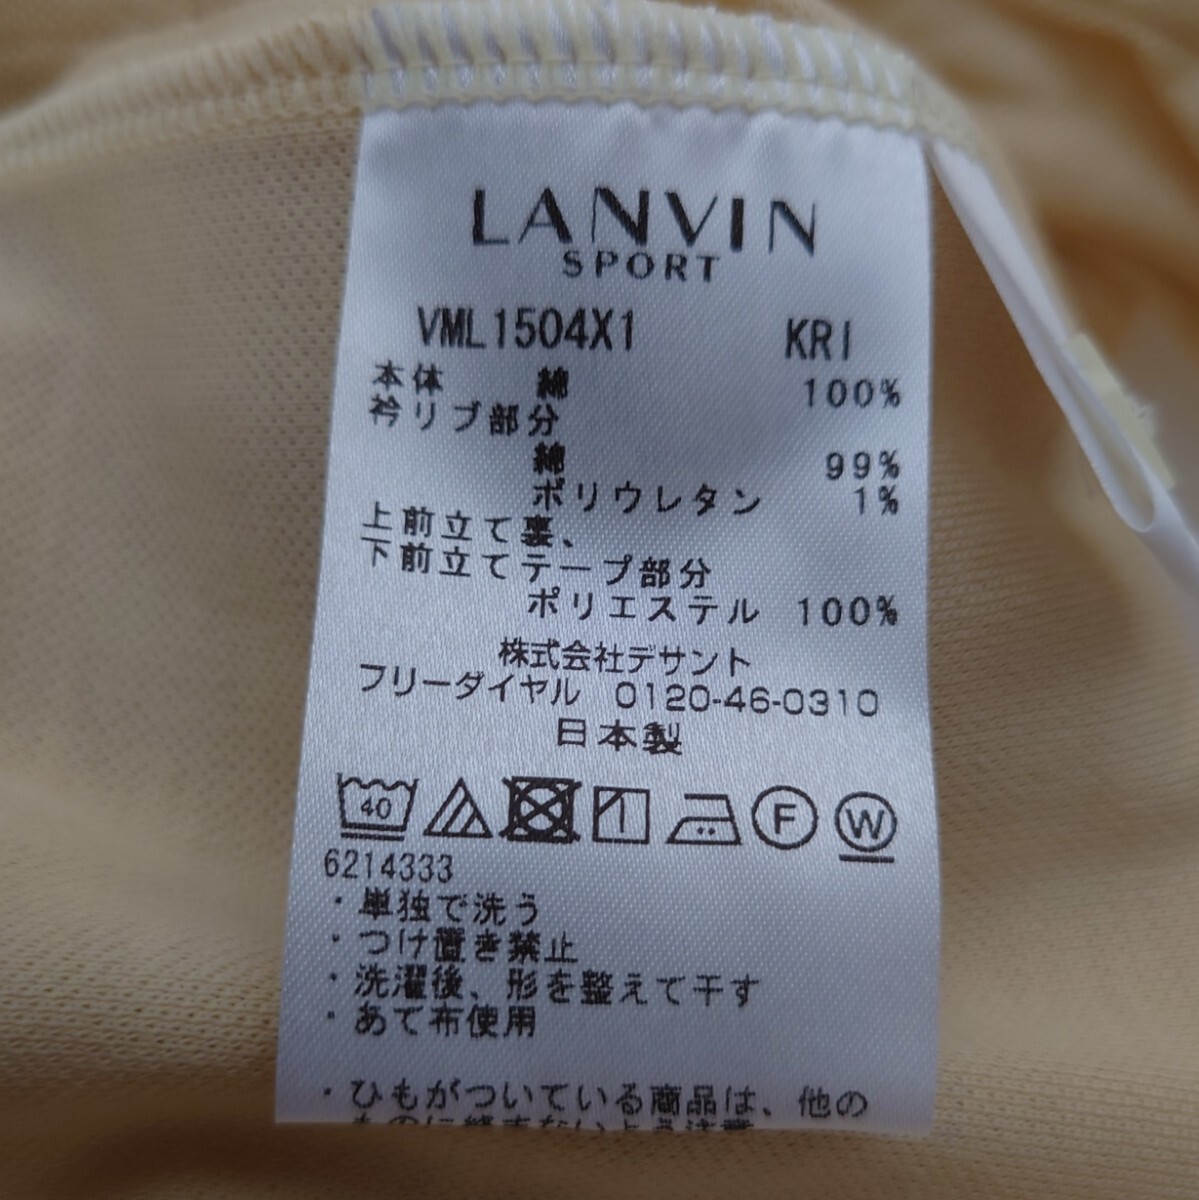 LANVIN
SPORT
VML1504X1 KRI
本体 綿 100%
衿リブ部分
綿 99%
ポリウレタン 1%
上前立て裏、
下前立てテープ部分
ポリエステル 100%
株式会社デサント
フリーダイヤル 0120-46-0310
日本製
40 F W
6214333
・単独で洗う
・つけ置き禁止
・洗濯後、形を整えて干す
・あて布使用
・ひもがついている商品は、他の